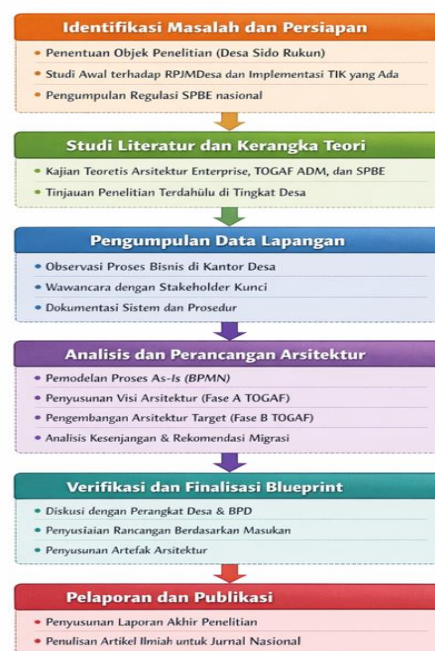 Identifikasi Masalah dan Persiapan
• Penentuan Objek Penelitian (Desa Sido Rukun)
• Studi Awal terhadap RPJMDesa dan Implementasi TIK yang Ada
• Pengumpulan Regulasi SPBE nasional
Studi Literatur dan Kerangka Teori
• Kajian Teoretis Arsitektur Enterprise, TOGAF ADM, dan SPBE
• Tinjauan Penelitian Terdahùlu di Tingkat Desa
Pengumpulan Data Lapangan
• Observasi Proses Bisnis di Kantor Desa
• Wawancara dengan Stakeholder Kunci
• Dokumentasi Sistem dan Prosedur
Analisis dan Perancangan Arsitektur
• Pemodelan Proses As-Is (BPMN)
• Penyusunan Visi Arsitektur (Fase A TOGAF)
• Pengembangan Arsitektur Target (Fase B TOGAF)
• Analisis Kesenjangan & Rekomendasi Migrasi
Verifikasi dan Finalisasi Blueprint
• Diskusi dengan Perangkat Desa & BPD
• Penyusiaian Rancangan Berdasarkan Masukan
• Penyusunan Artefak Arsitektur
Pelaporan dan Publikasi
• Penyusunan Laporan Akhir Penelitian
• Penulisan Artikel Ilmiah untuk Jurnal Nasional